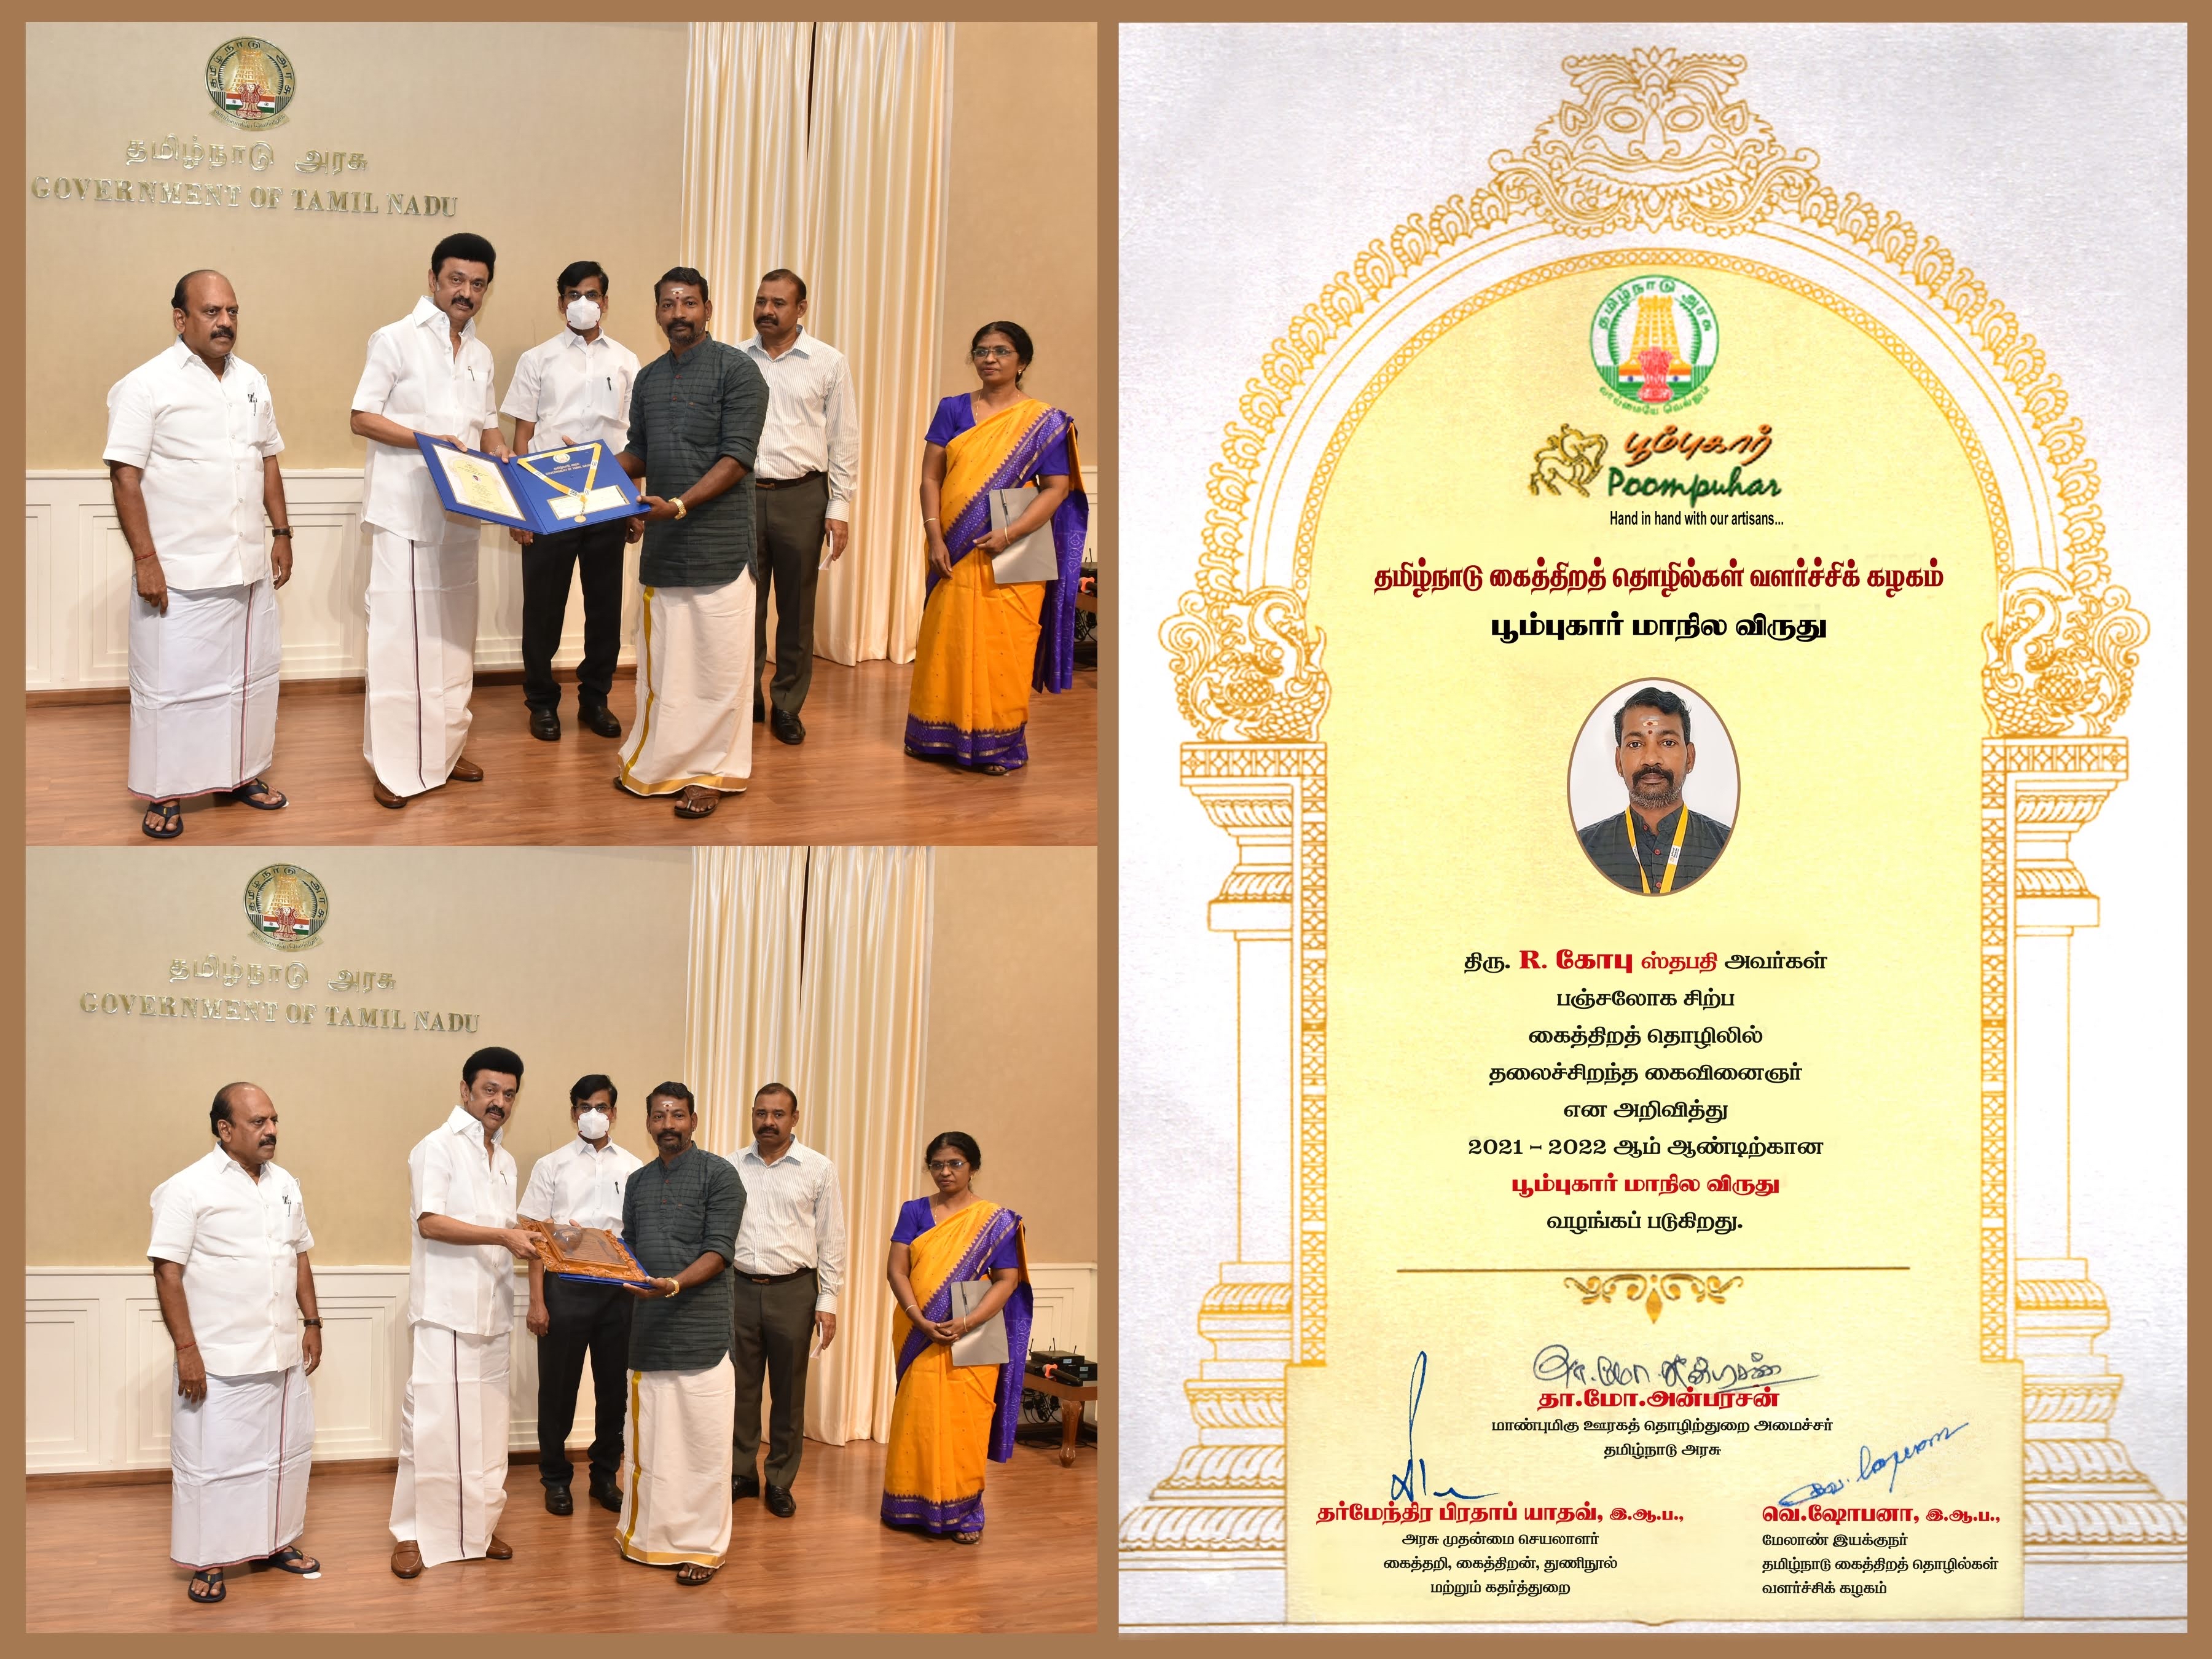 தமிழ்நாடு அரசு
GOVERNMENT OF TAMIL NADU
தமிழ்நாடு அரசு
GOVERNMENT OF TAMIL NADU
தமிழ்நாடு அரசு
வாய்மையே வெல்லும்
பூம்புகார்
Poompuhar
Hand in hand with our artisans...
தமிழ்நாடு கைத்திறத் தொழில்கள் வளர்ச்சிக் கழகம்
பூம்புகார் மாநில விருது
திரு. R. கோபு ஸ்தபதி அவர்கள்
பஞ்சலோக சிற்ப
கைத்திறத் தொழிலில்
தலைச்சிறந்த கைவினைஞர்
என அறிவித்து
2021 – 2022 ஆம் ஆண்டிற்கான
பூம்புகார் மாநில விருது
வழங்கப் படுகிறது.
தா.மோ.அன்பரசன்
மாண்புமிகு ஊரகத் தொழிற்துறை அமைச்சர்
தமிழ்நாடு அரசு
தர்மேந்திர பிரதாப் யாதவ், இ.ஆ.ப.,
அரசு முதன்மை செயலாளர்
கைத்தறி, கைத்திறன், துணிநூல்
மற்றும் கதர்த்துறை
வெ.ஷோபனா, இ.ஆ.ப.,
மேலாண் இயக்குநர்
தமிழ்நாடு கைத்திறத் தொழில்கள்
வளர்ச்சிக் கழகம்